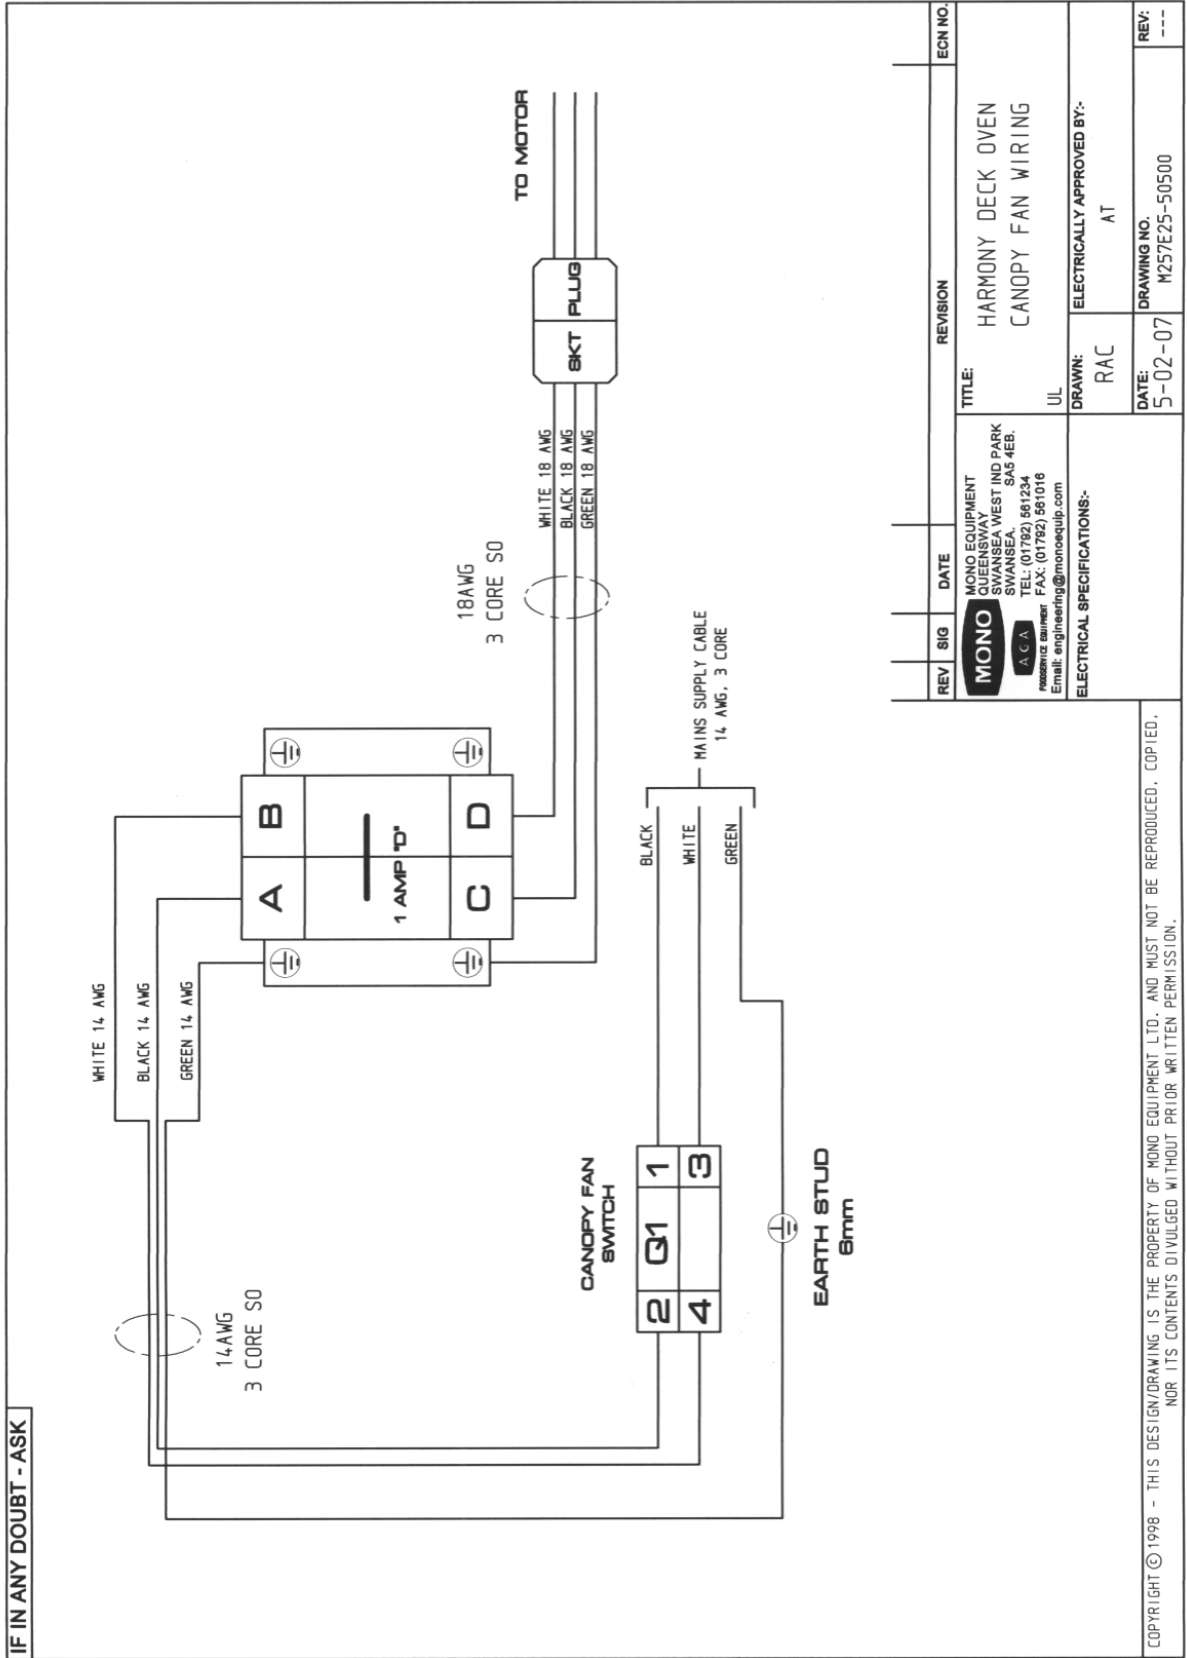 IF IN ANY DOUBT - ASK
WHITE 14 AWG
BLACK 14 AWG
GREEN 14 AWG
14AWG
3 CORE SO
A
B
1 AMP "D"
C
D
18AWG
3 CORE SO
WHITE 18 AWG
BLACK 18 AWG
GREEN 18 AWG
SKT
PLUG
TO MOTOR
CANOPY FAN
SWITCH
2
Q1
1
4
3
BLACK
WHITE
GREEN
MAINS SUPPLY CABLE
14 AWG, 3 CORE
EARTH STUD
6mm
REV
SIG
DATE
REVISION
ECN NO.
MONO
AGA
FOODSERVICE EQUIPMENT
MONO EQUIPMENT
QUEENSWAY
SWANSEA WEST IND PARK
SWANSEA. SA5 4EB.
TEL: (01792) 561234
FAX: (01792) 561016
Email: engineering@monoequip.com
TITLE:
HARMONY DECK OVEN
CANOPY FAN WIRING
UL
ELECTRICAL SPECIFICATIONS:-
DRAWN:
RAC
ELECTRICALLY APPROVED BY:-
AT
DATE:
5-02-07
DRAWING NO.
M257E25-50500
REV:
---
COPYRIGHT © 1998 - THIS DESIGN/DRAWING IS THE PROPERTY OF MONO EQUIPMENT LTD. AND MUST NOT BE REPRODUCED, COPIED,
NOR ITS CONTENTS DIVULGED WITHOUT PRIOR WRITTEN PERMISSION.